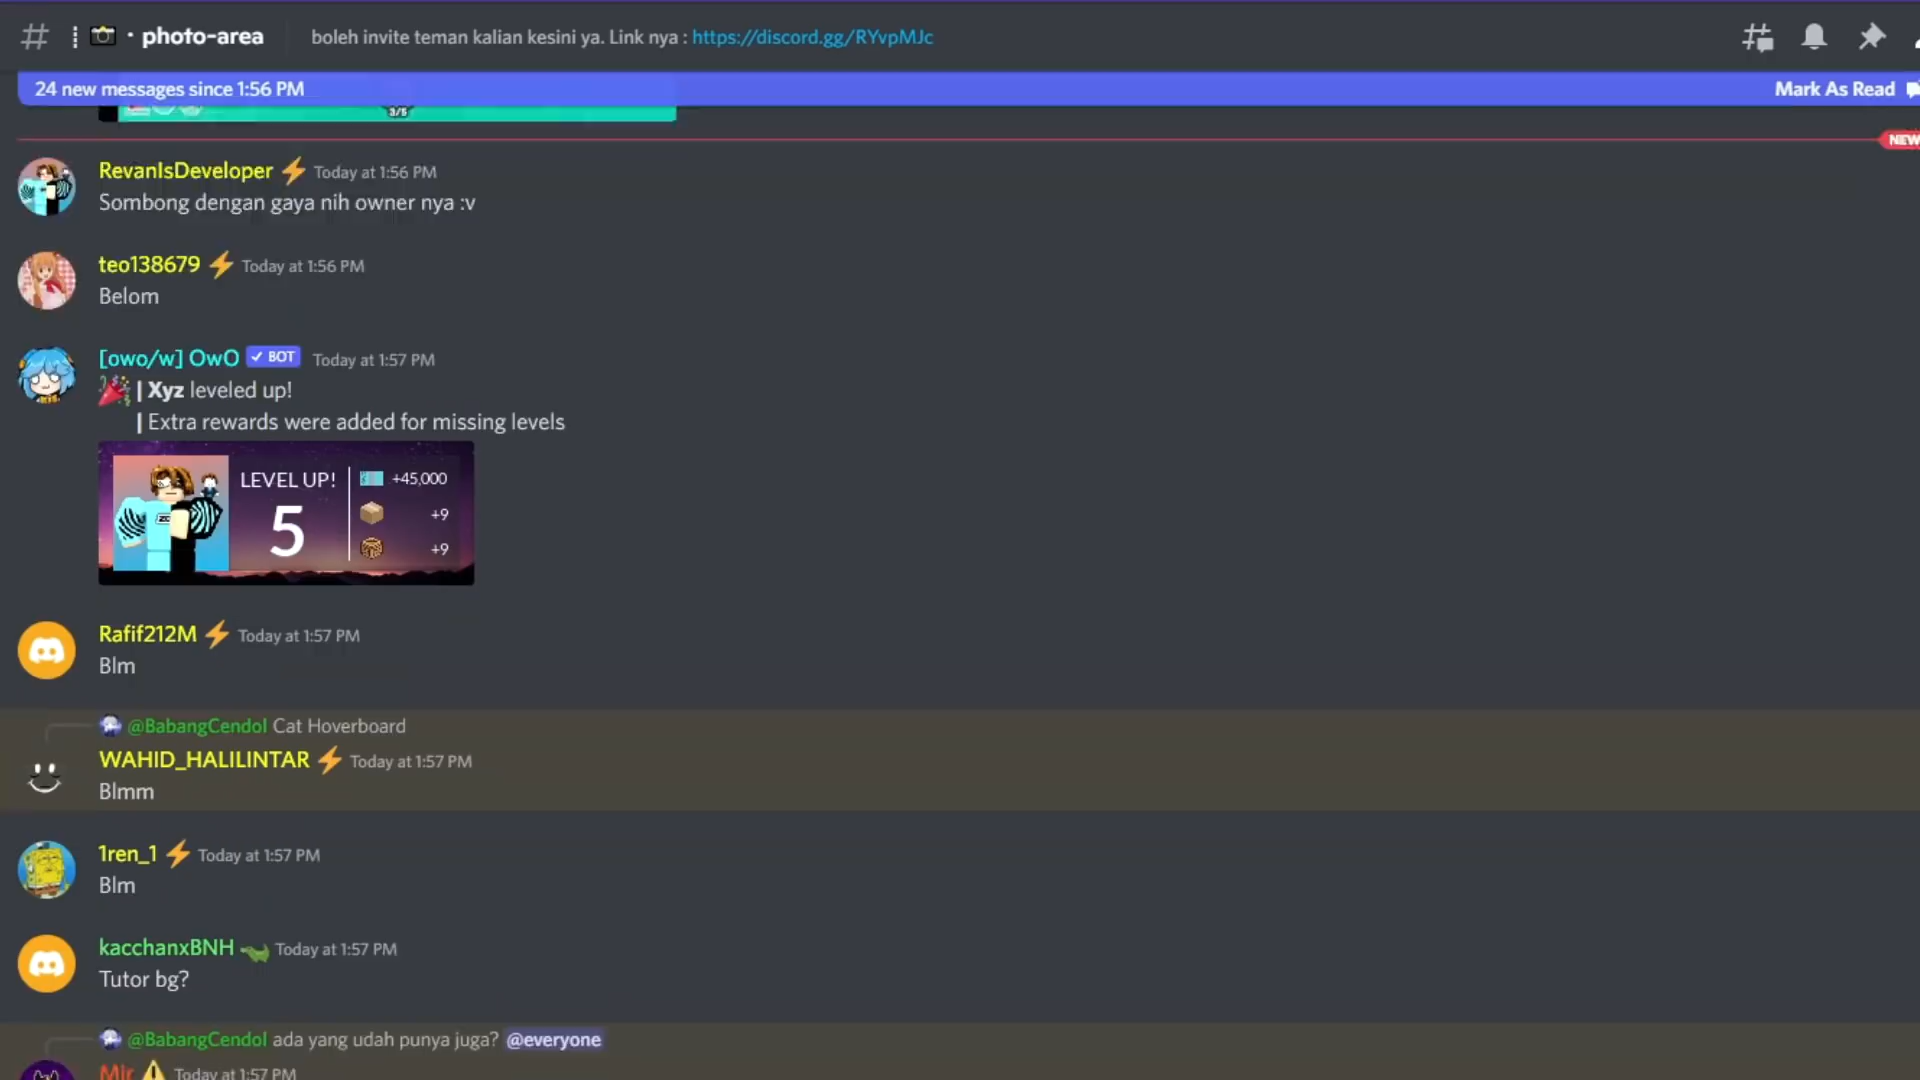 photo-area
boleh invite teman kalian kesini ya. Link nya : https://discord.gg/RYvpMJc
24 new messages since 1:56 PM
Mark As Read
3/5
NEW
RevanIsDeveloper Today at 1:56 PM
Sombong dengan gaya nih owner nya :v
teo138679 Today at 1:56 PM
Belom
[owo/w] OwO BOT Today at 1:57 PM
| Xyz leveled up!
| Extra rewards were added for missing levels
LEVEL UP!
5
+45,000
+9
+9
Rafif212M Today at 1:57 PM
Blm
@BabangCendol Cat Hoverboard
WAHID_HALILINTAR Today at 1:57 PM
Blmm
1ren_1 Today at 1:57 PM
Blm
kacchanxBNH Today at 1:57 PM
Tutor bg?
@BabangCendol ada yang udah punya juga? @everyone
Mir Today at 1:57 PM